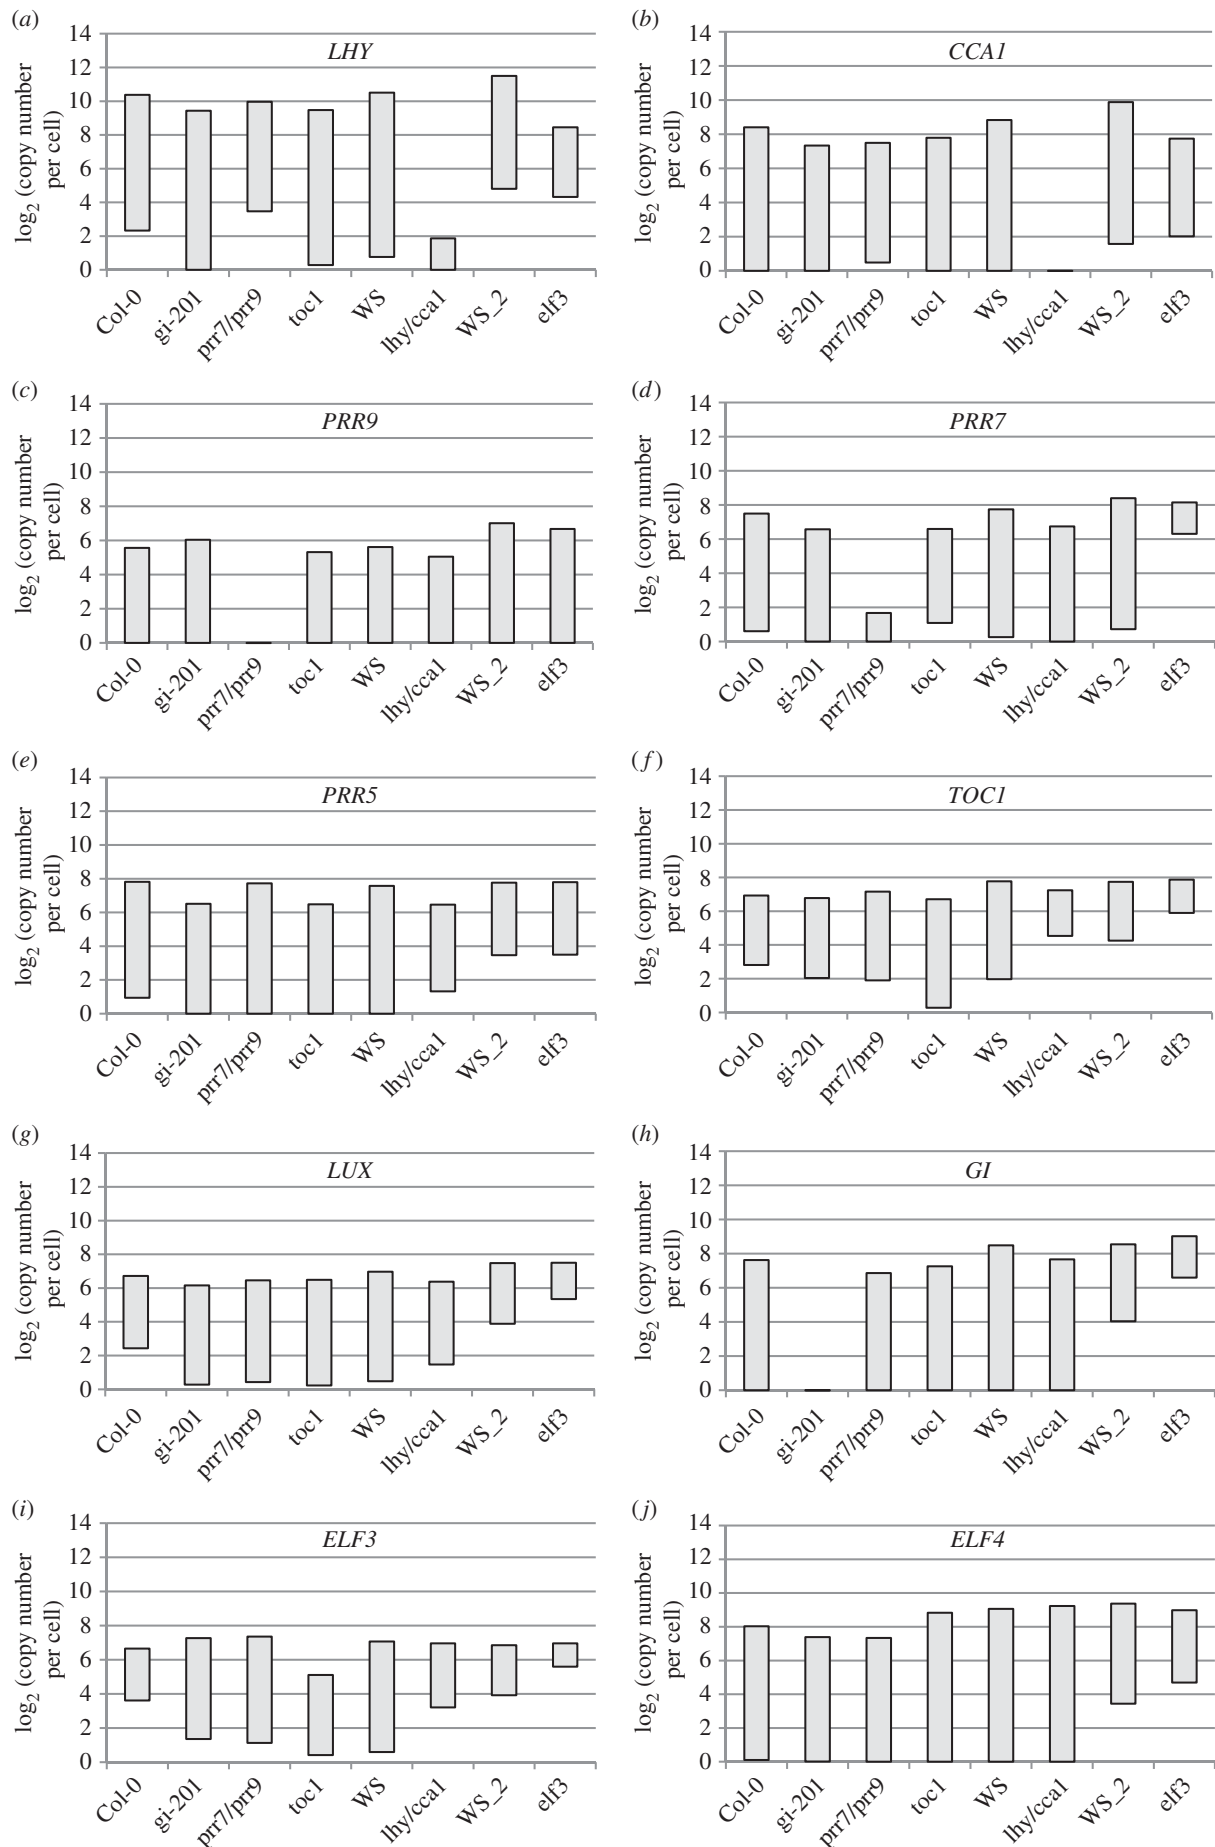 (a)
14
12
10
8
6
4
2
0
log2 (copy number
per cell)
LHY
Col-0
gi-201
prr7/prr9
toc1
WS
lhy/cca1
WS_2
elf3
(b)
14
12
10
8
6
4
2
0
log2 (copy number
per cell)
CCA1
Col-0
gi-201
prr7/prr9
toc1
WS
lhy/cca1
WS_2
elf3
(c)
14
12
10
8
6
4
2
0
log2 (copy number
per cell)
PRR9
Col-0
gi-201
prr7/prr9
toc1
WS
lhy/cca1
WS_2
elf3
(d)
14
12
10
8
6
4
2
0
log2 (copy number
per cell)
PRR7
Col-0
gi-201
prr7/prr9
toc1
WS
lhy/cca1
WS_2
elf3
(e)
14
12
10
8
6
4
2
0
log2 (copy number
per cell)
PRR5
Col-0
gi-201
prr7/prr9
toc1
WS
lhy/cca1
WS_2
elf3
(f)
14
12
10
8
6
4
2
0
log2 (copy number
per cell)
TOC1
Col-0
gi-201
prr7/prr9
toc1
WS
lhy/cca1
WS_2
elf3
(g)
14
12
10
8
6
4
2
0
log2 (copy number
per cell)
LUX
Col-0
gi-201
prr7/prr9
toc1
WS
lhy/cca1
WS_2
elf3
(h)
14
12
10
8
6
4
2
0
log2 (copy number
per cell)
GI
Col-0
gi-201
prr7/prr9
toc1
WS
lhy/cca1
WS_2
elf3
(i)
14
12
10
8
6
4
2
0
log2 (copy number
per cell)
ELF3
Col-0
gi-201
prr7/prr9
toc1
WS
lhy/cca1
WS_2
elf3
(j)
14
12
10
8
6
4
2
0
log2 (copy number
per cell)
ELF4
Col-0
gi-201
prr7/prr9
toc1
WS
lhy/cca1
WS_2
elf3